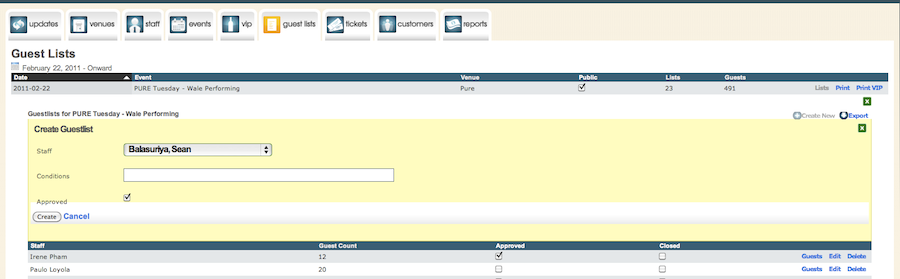 updates venues staff events vip guest lists tickets customers reports
Guest Lists
February 22, 2011 - Onward
Date Event Venue Public Lists Guests
2011-02-22 PURE Tuesday - Wale Performing Pure 23 491 Lists Print Print VIP
Guestlists for PURE Tuesday - Wale Performing Create New Export
Create Guestlist
Staff Balasuriya, Sean
Conditions
Approved
Create Cancel
Staff Guest Count Approved Closed
Irene Pham 12 Guests Edit Delete
Paulo Loyola 20 Guests Edit Delete